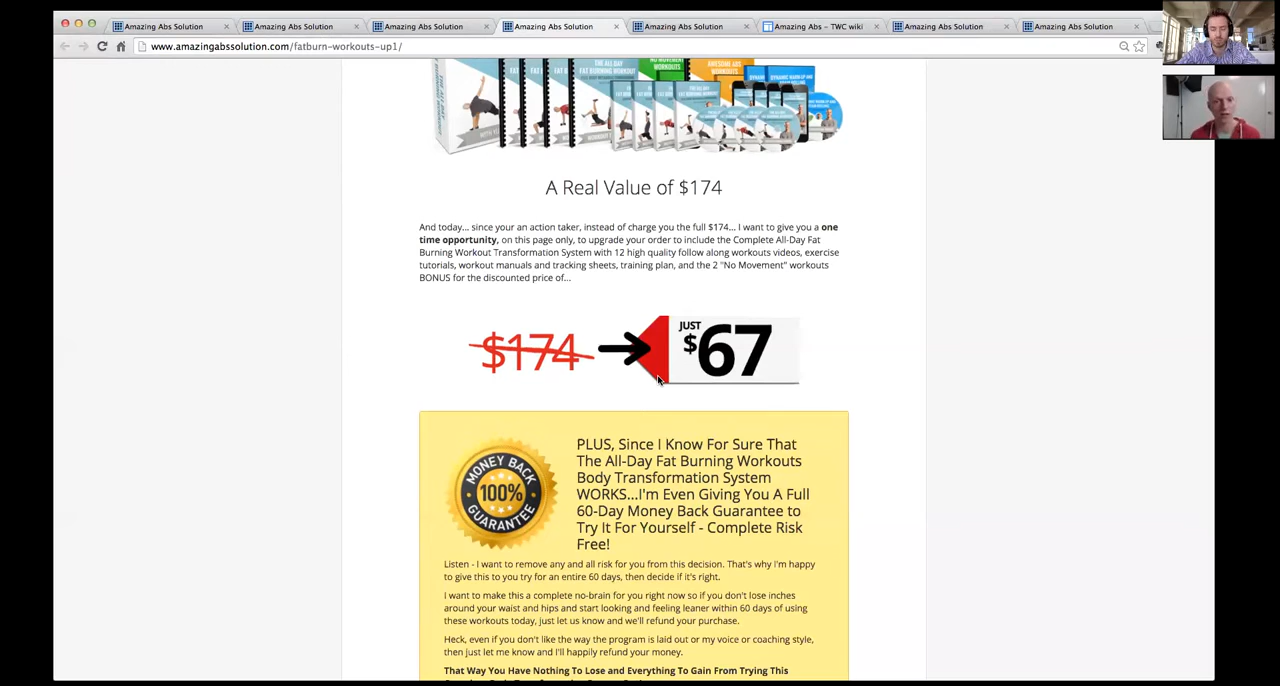 Amazing Abs Solution
Amazing Abs Solution
Amazing Abs Solution
Amazing Abs Solution
Amazing Abs Solution
Amazing Abs – TWC wiki
Amazing Abs Solution
Amazing Abs Solution
www.amazingabssolution.com/fatburn-workouts-up1/
A Real Value of $174
And today... since your an action taker, instead of charge you the full $174... I want to give you a one
time opportunity, on this page only, to upgrade your order to include the Complete All-Day Fat
Burning Workout Transformation System with 12 high quality follow along workouts videos, exercise
tutorials, workout manuals and tracking sheets, training plan, and the 2 "No Movement" workouts
BONUS for the discounted price of...
$174
JUST
$67
MONEY BACK
100%
GUARANTEE
PLUS, Since I Know For Sure That
The All-Day Fat Burning Workouts
Body Transformation System
WORKS...I'm Even Giving You A Full
60-Day Money Back Guarantee to
Try It For Yourself - Complete Risk
Free!
Listen - I want to remove any and all risk for you from this decision. That's why I'm happy
to give this to you try for an entire 60 days, then decide if it's right.
I want to make this a complete no-brain for you right now so if you don't lose inches
around your waist and hips and start looking and feeling leaner within 60 days of using
these workouts today, just let us know and we'll refund your purchase.
Heck, even if you don't like the way the program is laid out or my voice or coaching style,
then just let me know and I'll happily refund your money.
That Way You Have Nothing To Lose and Everything To Gain From Trying This